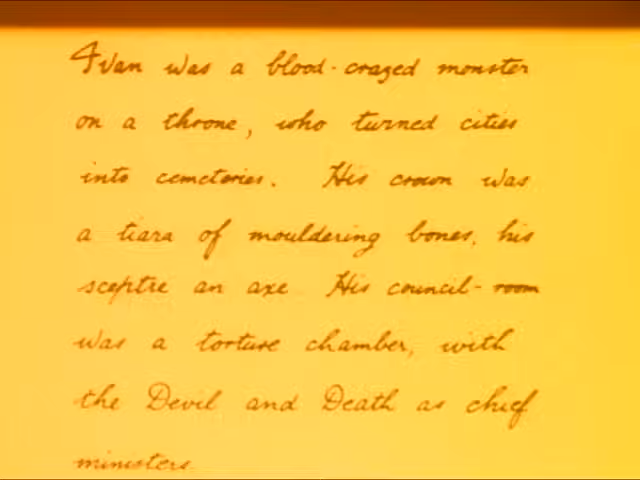 Ivan was a blood-crazed monster
on a throne, who turned cities
into cemeteries. His crown was
a tiara of mouldering bones, his
sceptre an axe. His council-room
was a torture chamber, with
the Devil and Death as chief
ministers.